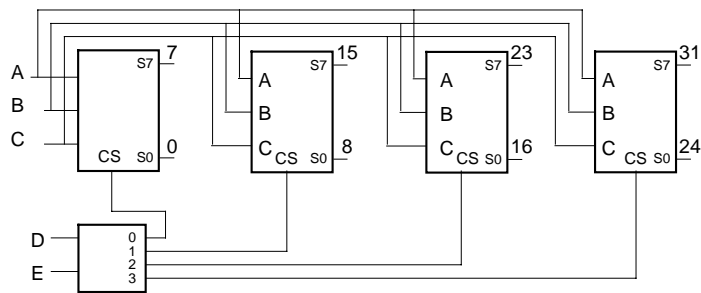 S7 7 S7 15 S7 23 S7 31
A A A A
B B B B
C C C C
CS S0 0 CS S0 8 CS S0 16 CS S0 24
D 0
1
E 2
3